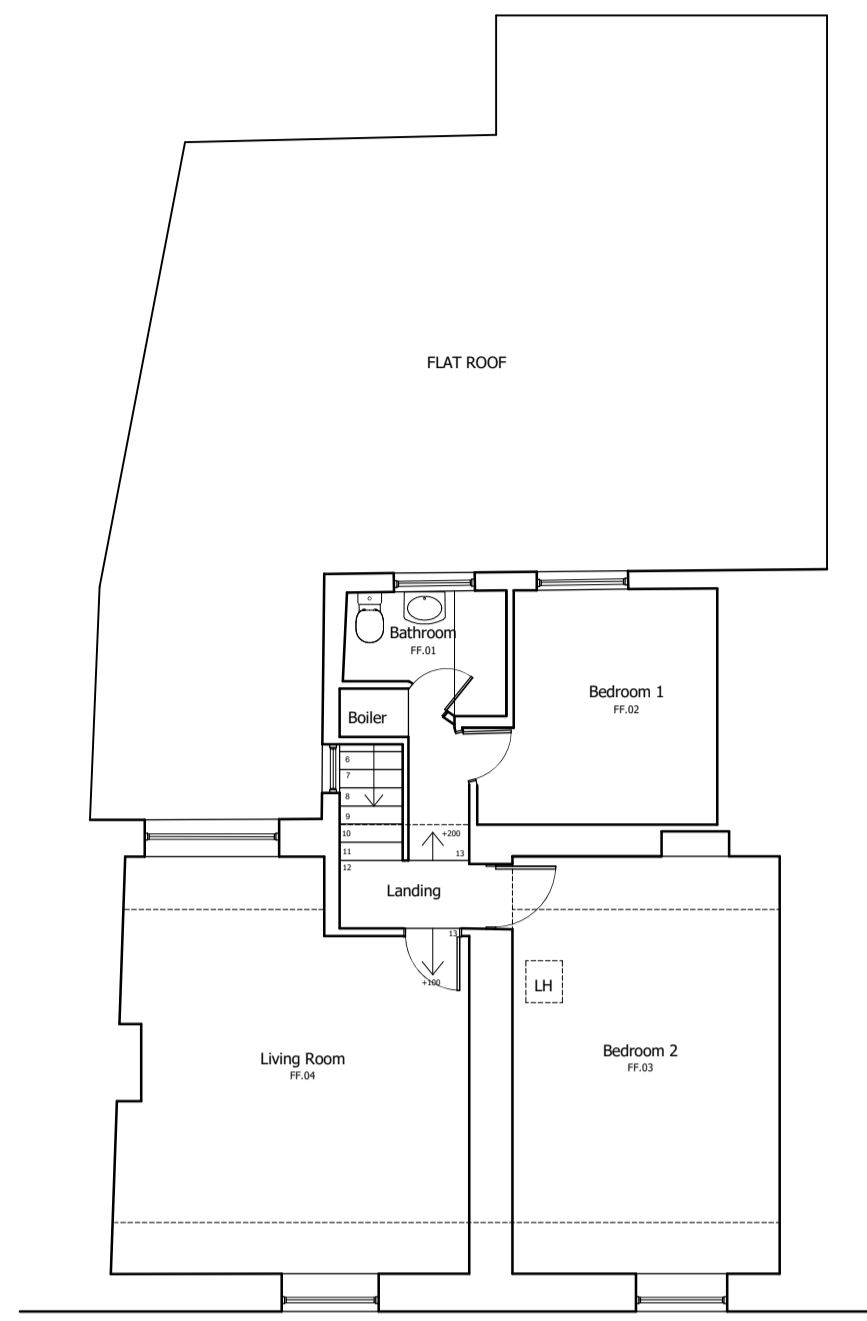 FLAT ROOF
Bathroom
FF.01
Bedroom 1
FF.02
Boiler
6
7
8
9
10
11
12
+200
13
Landing
13
+100
LH
Living Room
FF.04
Bedroom 2
FF.03